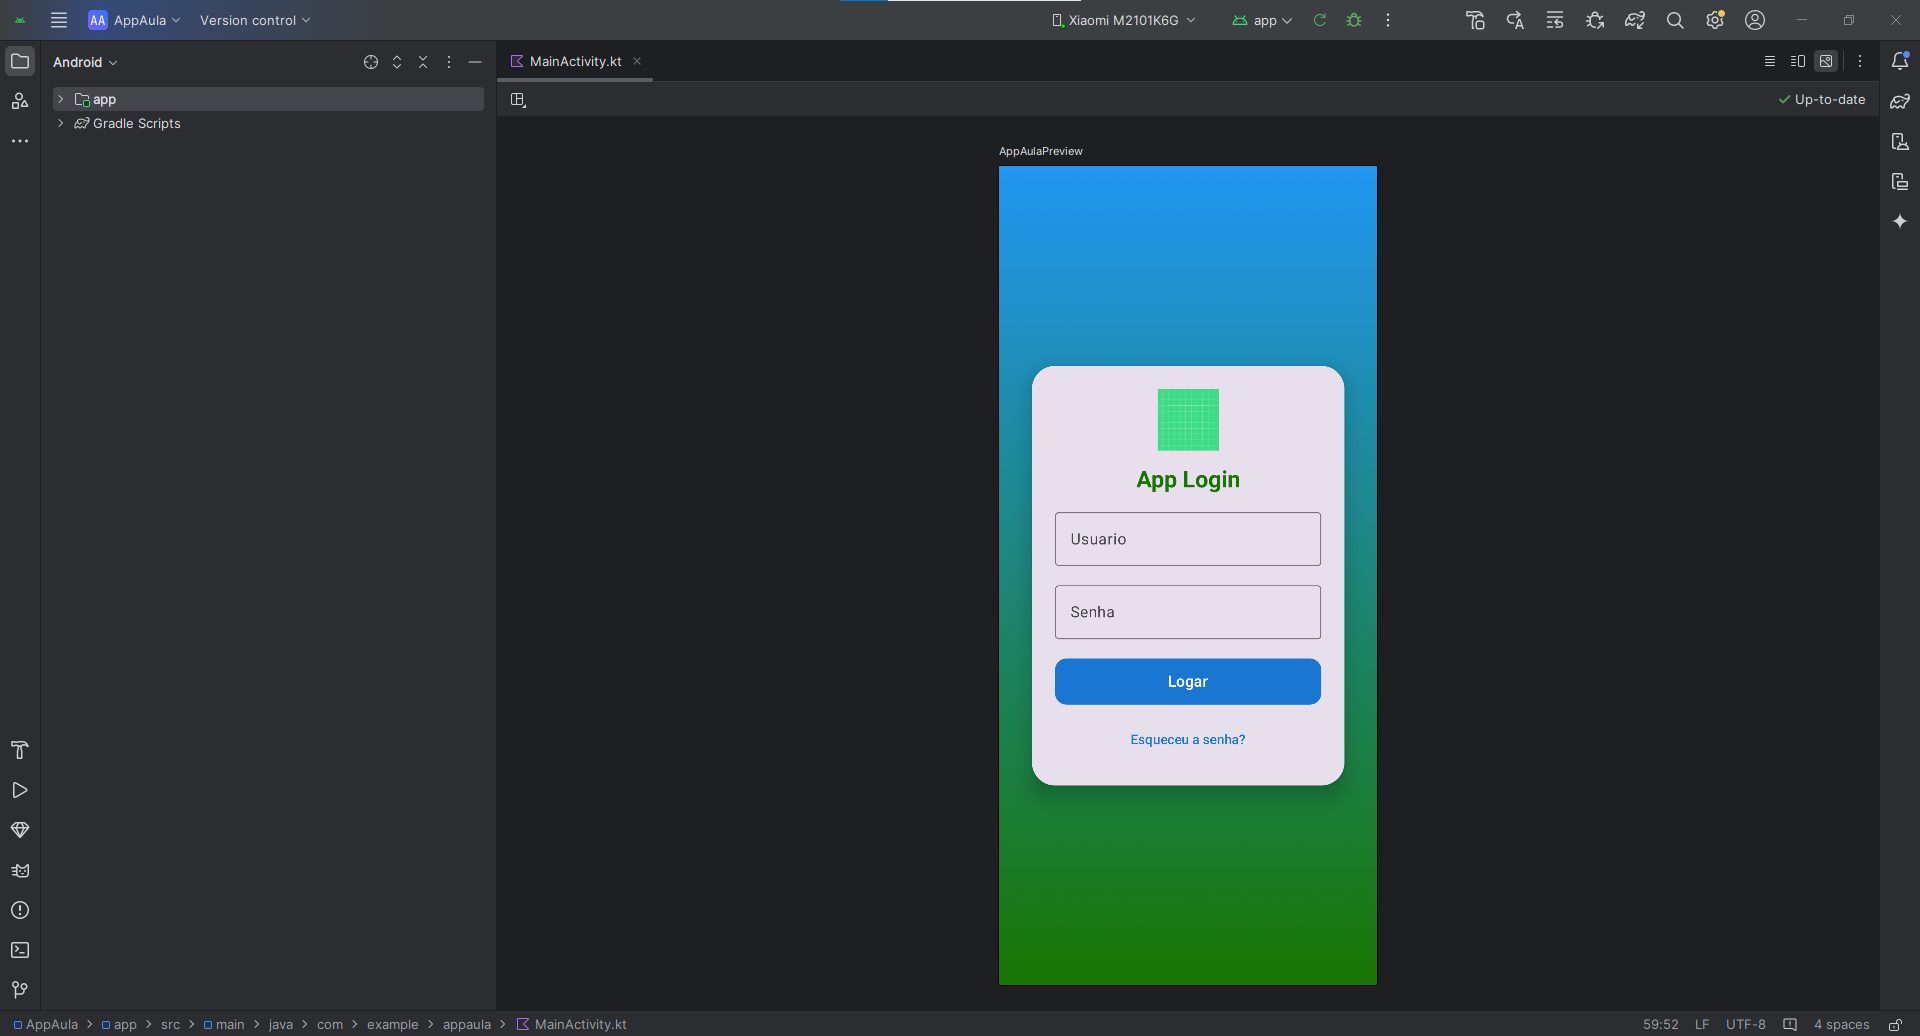 AA AppAula
Version control
Xiaomi M2101K6G
app
Android
MainActivity.kt
app
Gradle Scripts
Up-to-date
AppAulaPreview
App Login
Usuario
Senha
Logar
Esqueceu a senha?
AppAula > app > src > main > java > com > example > appaula > MainActivity.kt
59:52 LF UTF-8 4 spaces